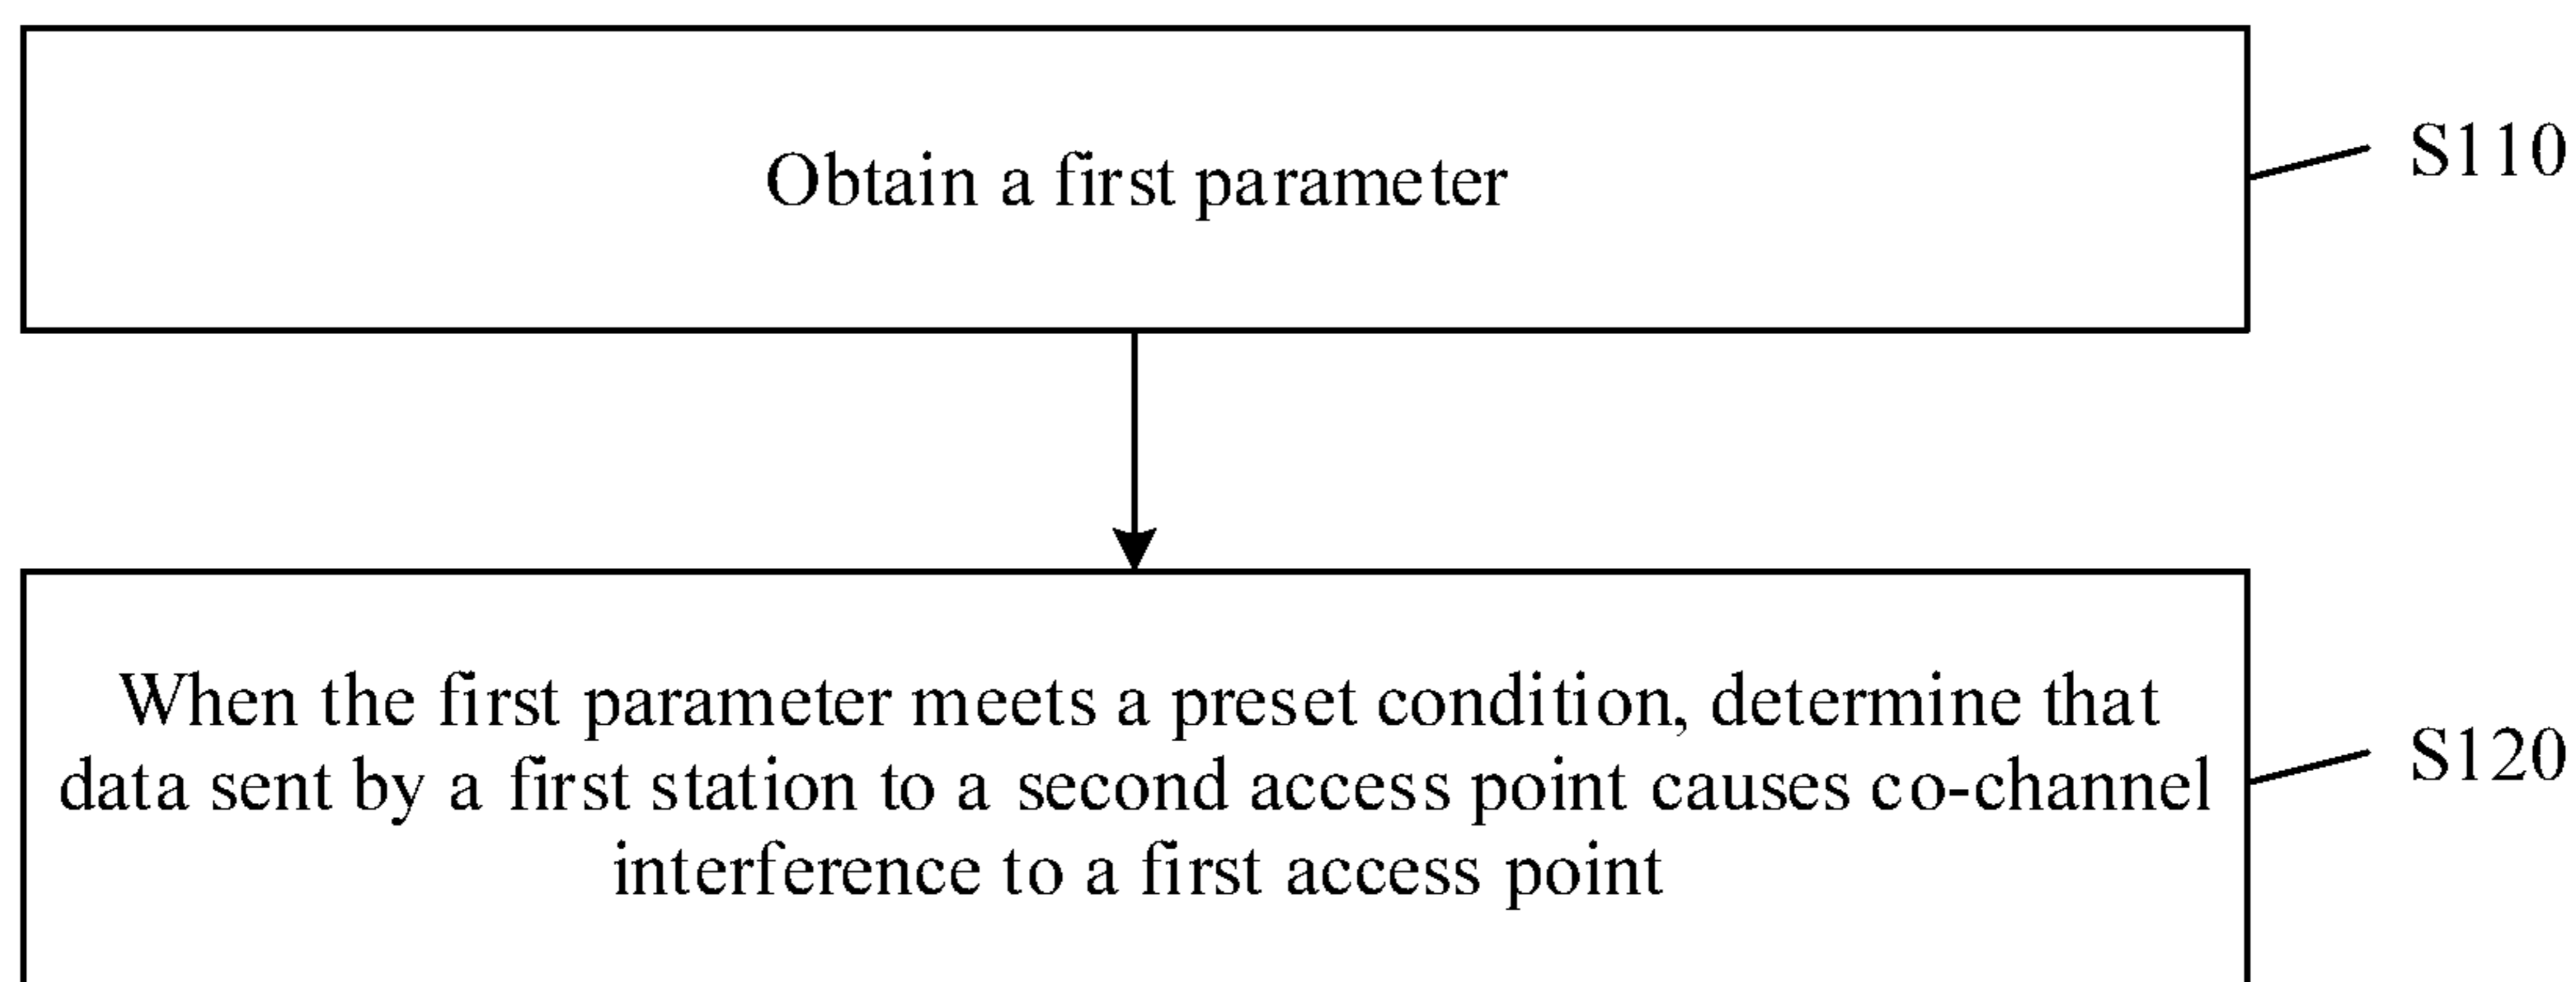 Obtain a first parameter
S110
When the first parameter meets a preset condition, determine that
data sent by a first station to a second access point causes co-channel
interference to a first access point
S120